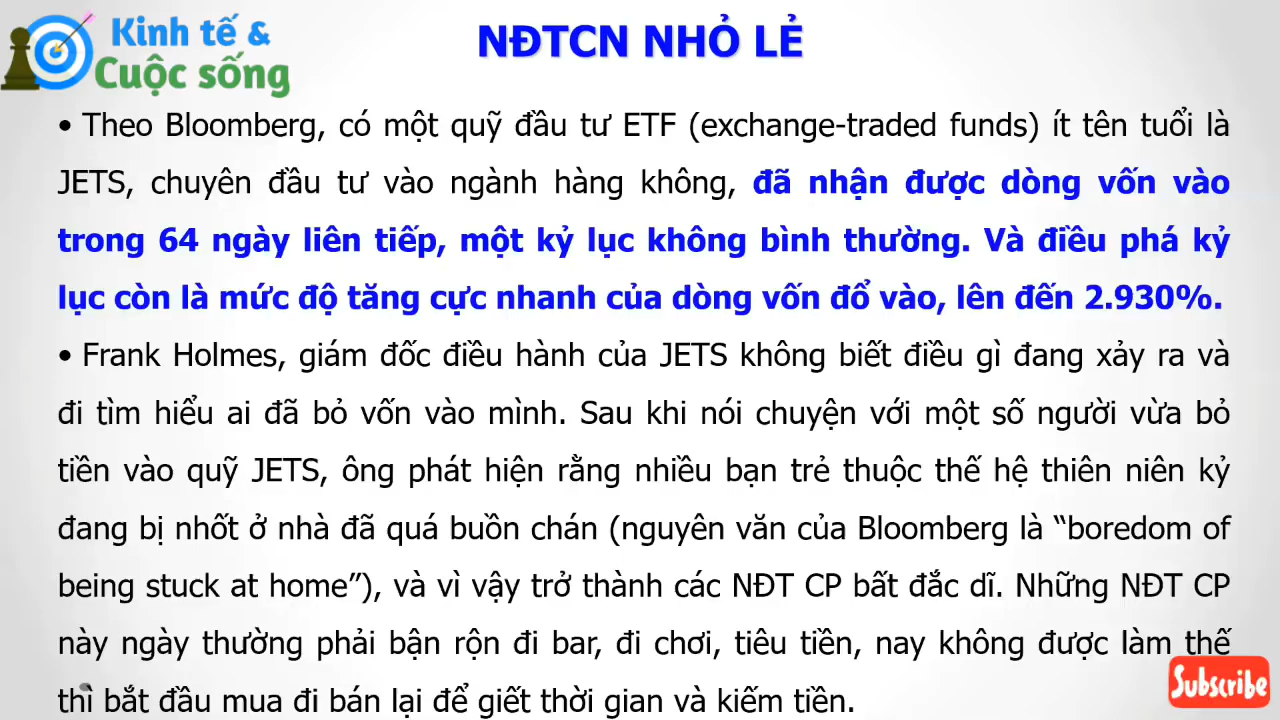 Kinh tế &
Cuộc sống
NĐTCN NHỎ LẺ
• Theo Bloomberg, có một quỹ đầu tư ETF (exchange-traded funds) ít tên tuổi là
JETS, chuyên đầu tư vào ngành hàng không, đã nhận được dòng vốn vào
trong 64 ngày liên tiếp, một kỷ lục không bình thường. Và điều phá kỷ
lục còn là mức độ tăng cực nhanh của dòng vốn đổ vào, lên đến 2.930%.
• Frank Holmes, giám đốc điều hành của JETS không biết điều gì đang xảy ra và
đi tìm hiểu ai đã bỏ vốn vào mình. Sau khi nói chuyện với một số người vừa bỏ
tiền vào quỹ JETS, ông phát hiện rằng nhiều bạn trẻ thuộc thế hệ thiên niên kỷ
đang bị nhốt ở nhà đã quá buồn chán (nguyên văn của Bloomberg là “boredom of
being stuck at home”), và vì vậy trở thành các NĐT CP bất đắc dĩ. Những NĐT CP
này ngày thường phải bận rộn đi bar, đi chơi, tiêu tiền, nay không được làm thế
thì bắt đầu mua đi bán lại để giết thời gian và kiếm tiền.
Subscribe